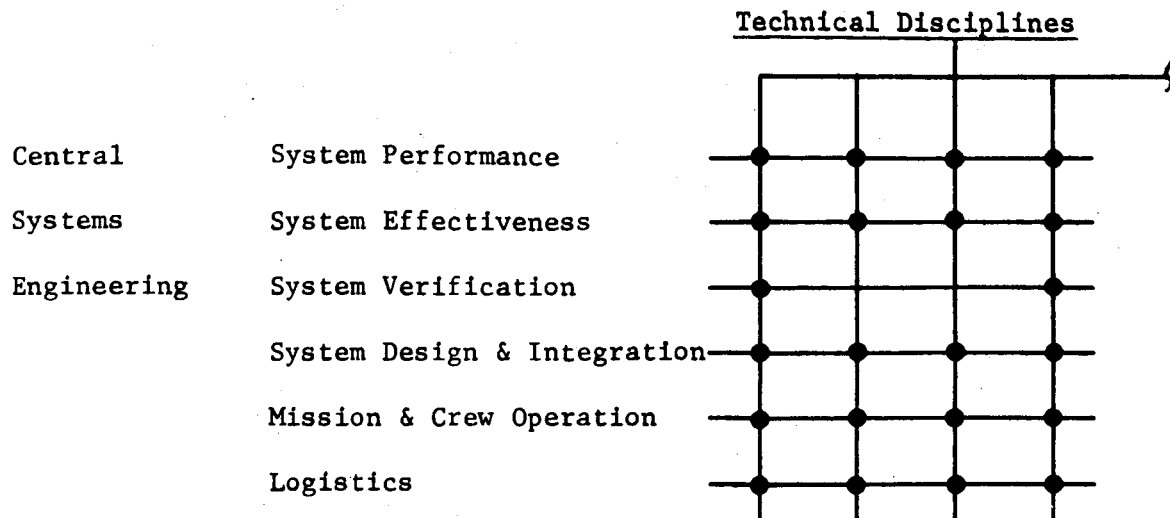 Technical Disciplines
Central System Performance
Systems System Effectiveness
Engineering System Verification
System Design & Integration
Mission & Crew Operation
Logistics